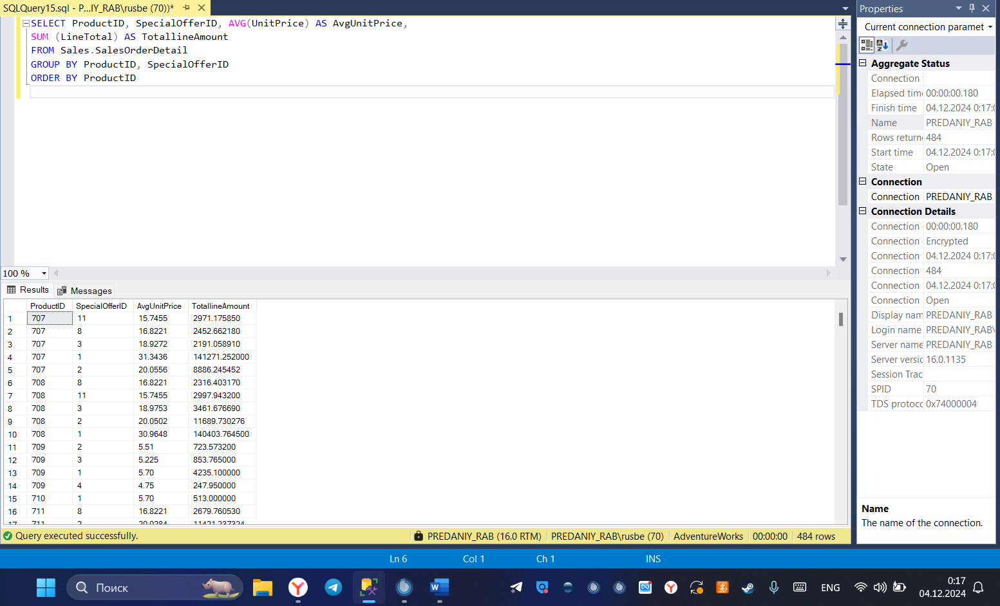 SQLQuery15.sql - P...IY_RAB\rusbe (70))*
SELECT ProductID, SpecialOfferID, AVG(UnitPrice) AS AvgUnitPrice,
SUM (LineTotal) AS TotallineAmount
FROM Sales.SalesOrderDetail
GROUP BY ProductID, SpecialOfferID
ORDER BY ProductID
100 %
Results Messages
ProductID SpecialOfferID AvgUnitPrice TotallineAmount
1 707 11 15.7455 2971.175850
2 707 8 16.8221 2452.662180
3 707 3 18.9272 2191.058910
4 707 1 31.3436 141271.252000
5 707 2 20.0556 8886.245452
6 708 8 16.8221 2316.403170
7 708 11 15.7455 2997.943200
8 708 3 18.9753 3461.676690
9 708 2 20.0502 11689.730276
10 708 1 30.9648 140403.764500
11 709 2 5.51 723.573200
12 709 3 5.225 853.765000
13 709 1 5.70 4235.100000
14 709 4 4.75 247.950000
15 710 1 5.70 513.000000
16 711 8 16.8221 2679.760530
17 711 2 20.0284 11421.237324
Query executed successfully. PREDANIY_RAB (16.0 RTM) PREDANIY_RAB\rusbe (70) AdventureWorks 00:00:00 484 rows
Properties
Current connection paramet
Aggregate Status
Connection
Elapsed time 00:00:00.180
Finish time 04.12.2024 0:17:0
Name PREDANIY_RAB
Rows returne 484
Start time 04.12.2024 0:17:0
State Open
Connection
Connection PREDANIY_RAB
Connection Details
Connection 00:00:00.180
Connection Encrypted
Connection 04.12.2024 0:17:0
Connection 484
Connection 04.12.2024 0:17:0
Connection Open
Display nam PREDANIY_RAB
Login name PREDANIY_RAB\
Server name PREDANIY_RAB
Server versic 16.0.1135
Session Trac
SPID 70
TDS protocc 0x74000004
Name
The name of the connection.
Ln 6 Col 1 Ch 1 INS
Поиск
ENG
0:17
04.12.2024